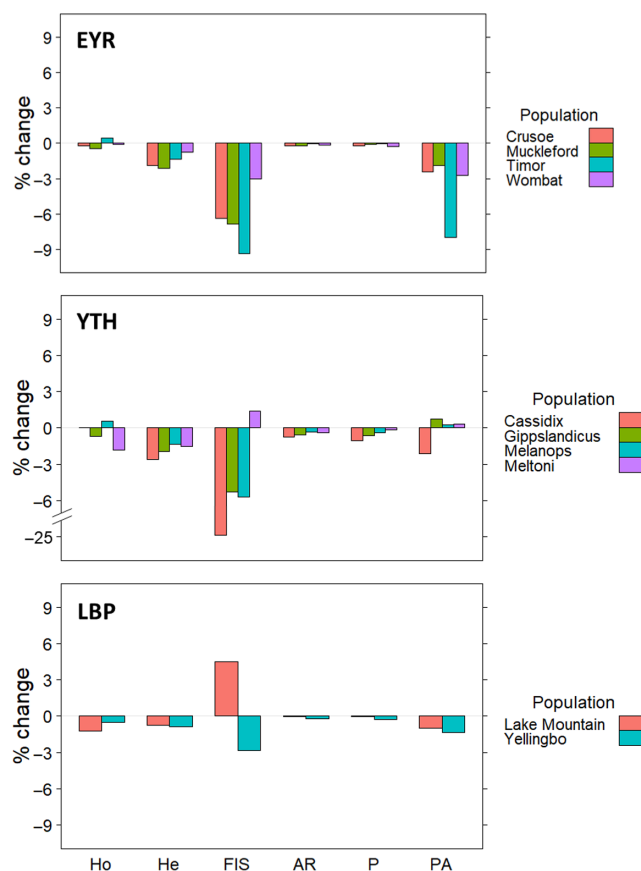 EYR
9
6
3
0
−3
−6
−9
% change
Population
Crusoe
Muckleford
Timor
Wombat
YTH
9
6
3
0
−3
−6
−25
% change
Population
Cassidix
Gippslandicus
Melanops
Meltoni
LBP
9
6
3
0
−3
−6
−9
% change
Population
Lake Mountain
Yellingbo
Ho He FIS AR P PA